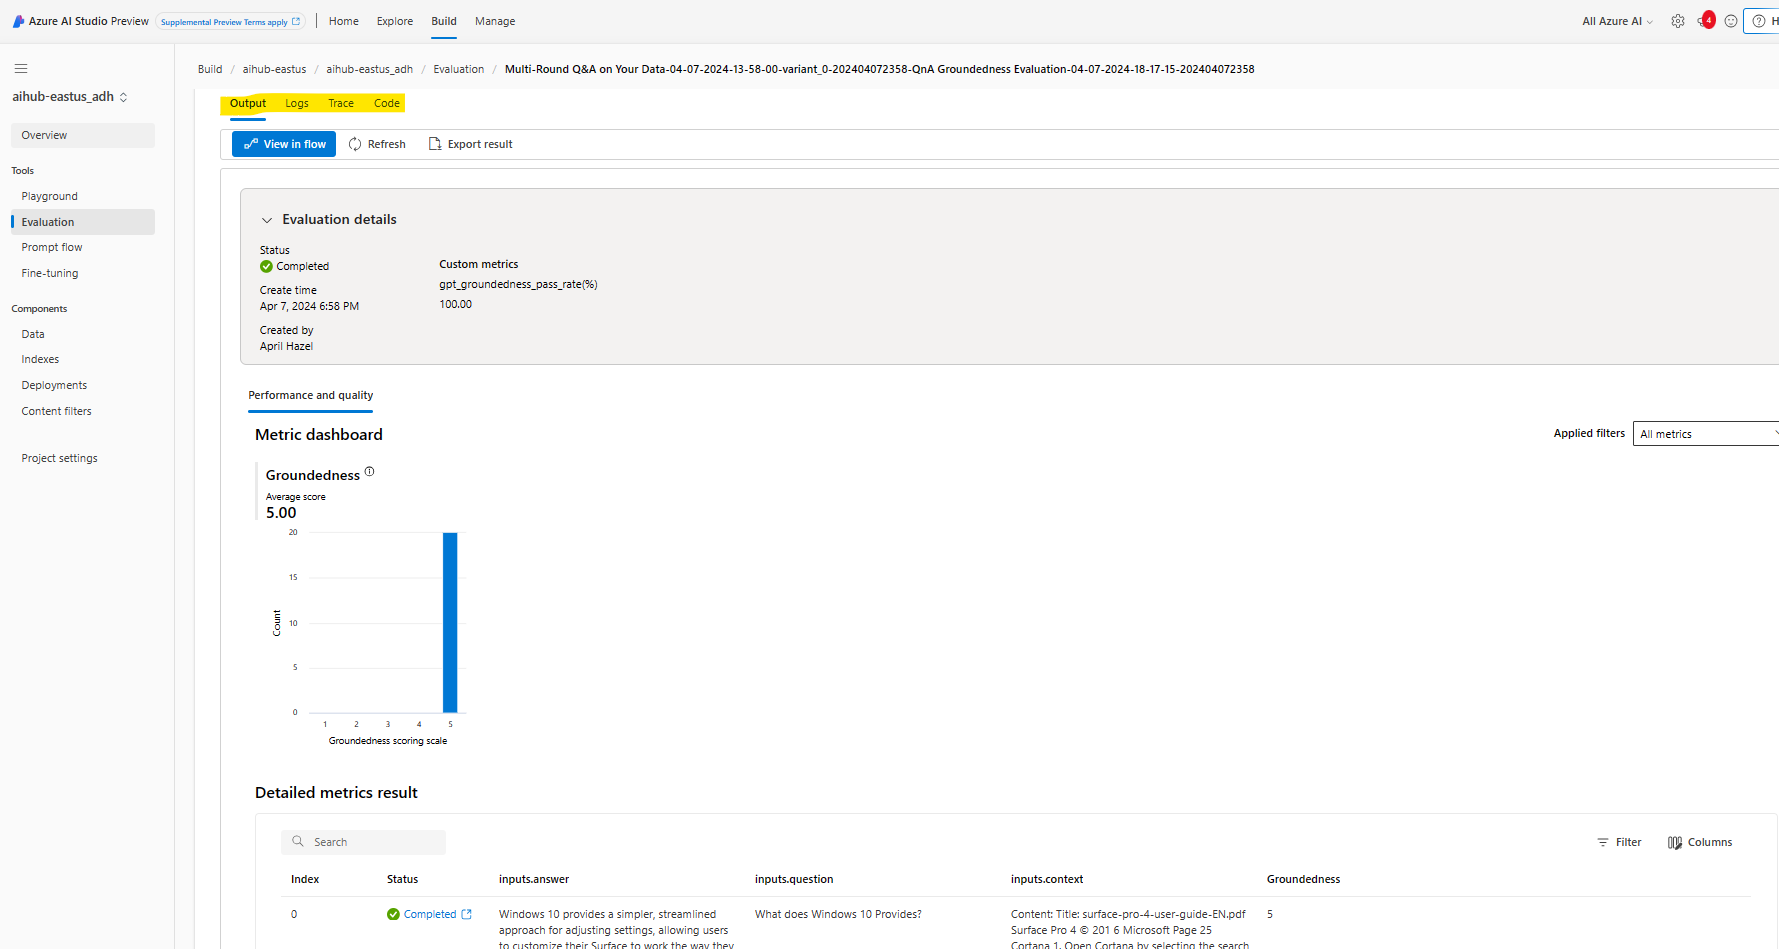 Azure AI Studio Preview
Supplemental Preview Terms apply
Home
Explore
Build
Manage
All Azure AI
4
H
Build / aihub-eastus / aihub-eastus_adh / Evaluation / Multi-Round Q&A on Your Data-04-07-2024-13-58-00-variant_0-202404072358-QnA Groundedness Evaluation-04-07-2024-18-17-15-202404072358
aihub-eastus_adh
Overview
Tools
Playground
Evaluation
Prompt flow
Fine-tuning
Components
Data
Indexes
Deployments
Content filters
Project settings
Output
Logs
Trace
Code
View in flow
Refresh
Export result
Evaluation details
Status
Completed
Create time
Apr 7, 2024 6:58 PM
Created by
April Hazel
Custom metrics
gpt_groundedness_pass_rate(%)
100.00
Performance and quality
Metric dashboard
Applied filters
All metrics
Groundedness
Average score
5.00
20
15
10
5
0
Count
1 2 3 4 5
Groundedness scoring scale
Detailed metrics result
Search
Filter
Columns
Index
Status
inputs.answer
inputs.question
inputs.context
Groundedness
0
Completed
Windows 10 provides a simpler, streamlined
approach for adjusting settings, allowing users
to customize their Surface to work the way they
What does Windows 10 Provides?
Content: Title: surface-pro-4-user-guide-EN.pdf
Surface Pro 4 © 201 6 Microsoft Page 25
Cortana 1. Open Cortana by selecting the search
5